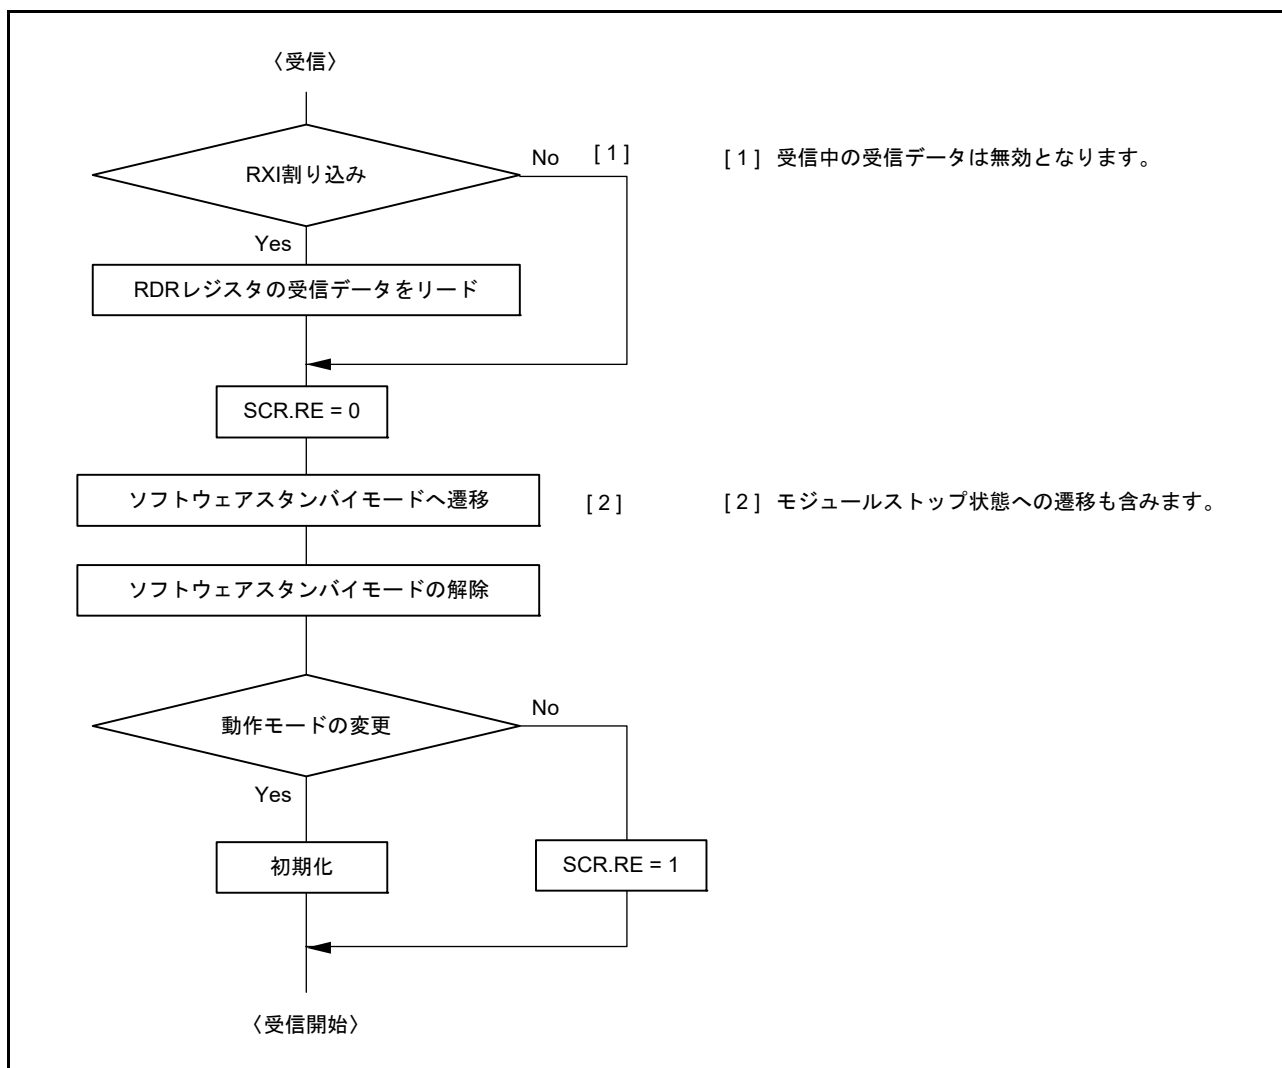 〈受信〉
RXI割り込み
No
[ 1 ]
[ 1 ] 受信中の受信データは無効となります。
Yes
RDRレジスタの受信データをリード
SCR.RE = 0
ソフトウェアスタンバイモードへ遷移
[ 2 ]
[ 2 ] モジュールストップ状態への遷移も含みます。
ソフトウェアスタンバイモードの解除
動作モードの変更
No
Yes
初期化
SCR.RE = 1
〈受信開始〉